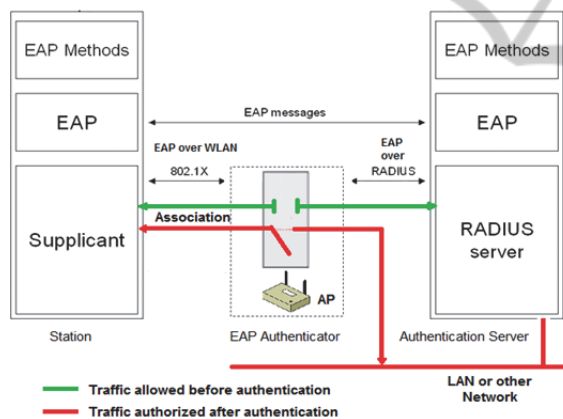 EAP Methods
EAP Methods
EAP
EAP messages
EAP
EAP over WLAN
EAP
over
RADIUS
802.1X
Association
Supplicant
RADIUS
server
AP
Station
EAP Authenticator
Authentication Server
LAN or other
Network
Traffic allowed before authentication
Traffic authorized after authentication